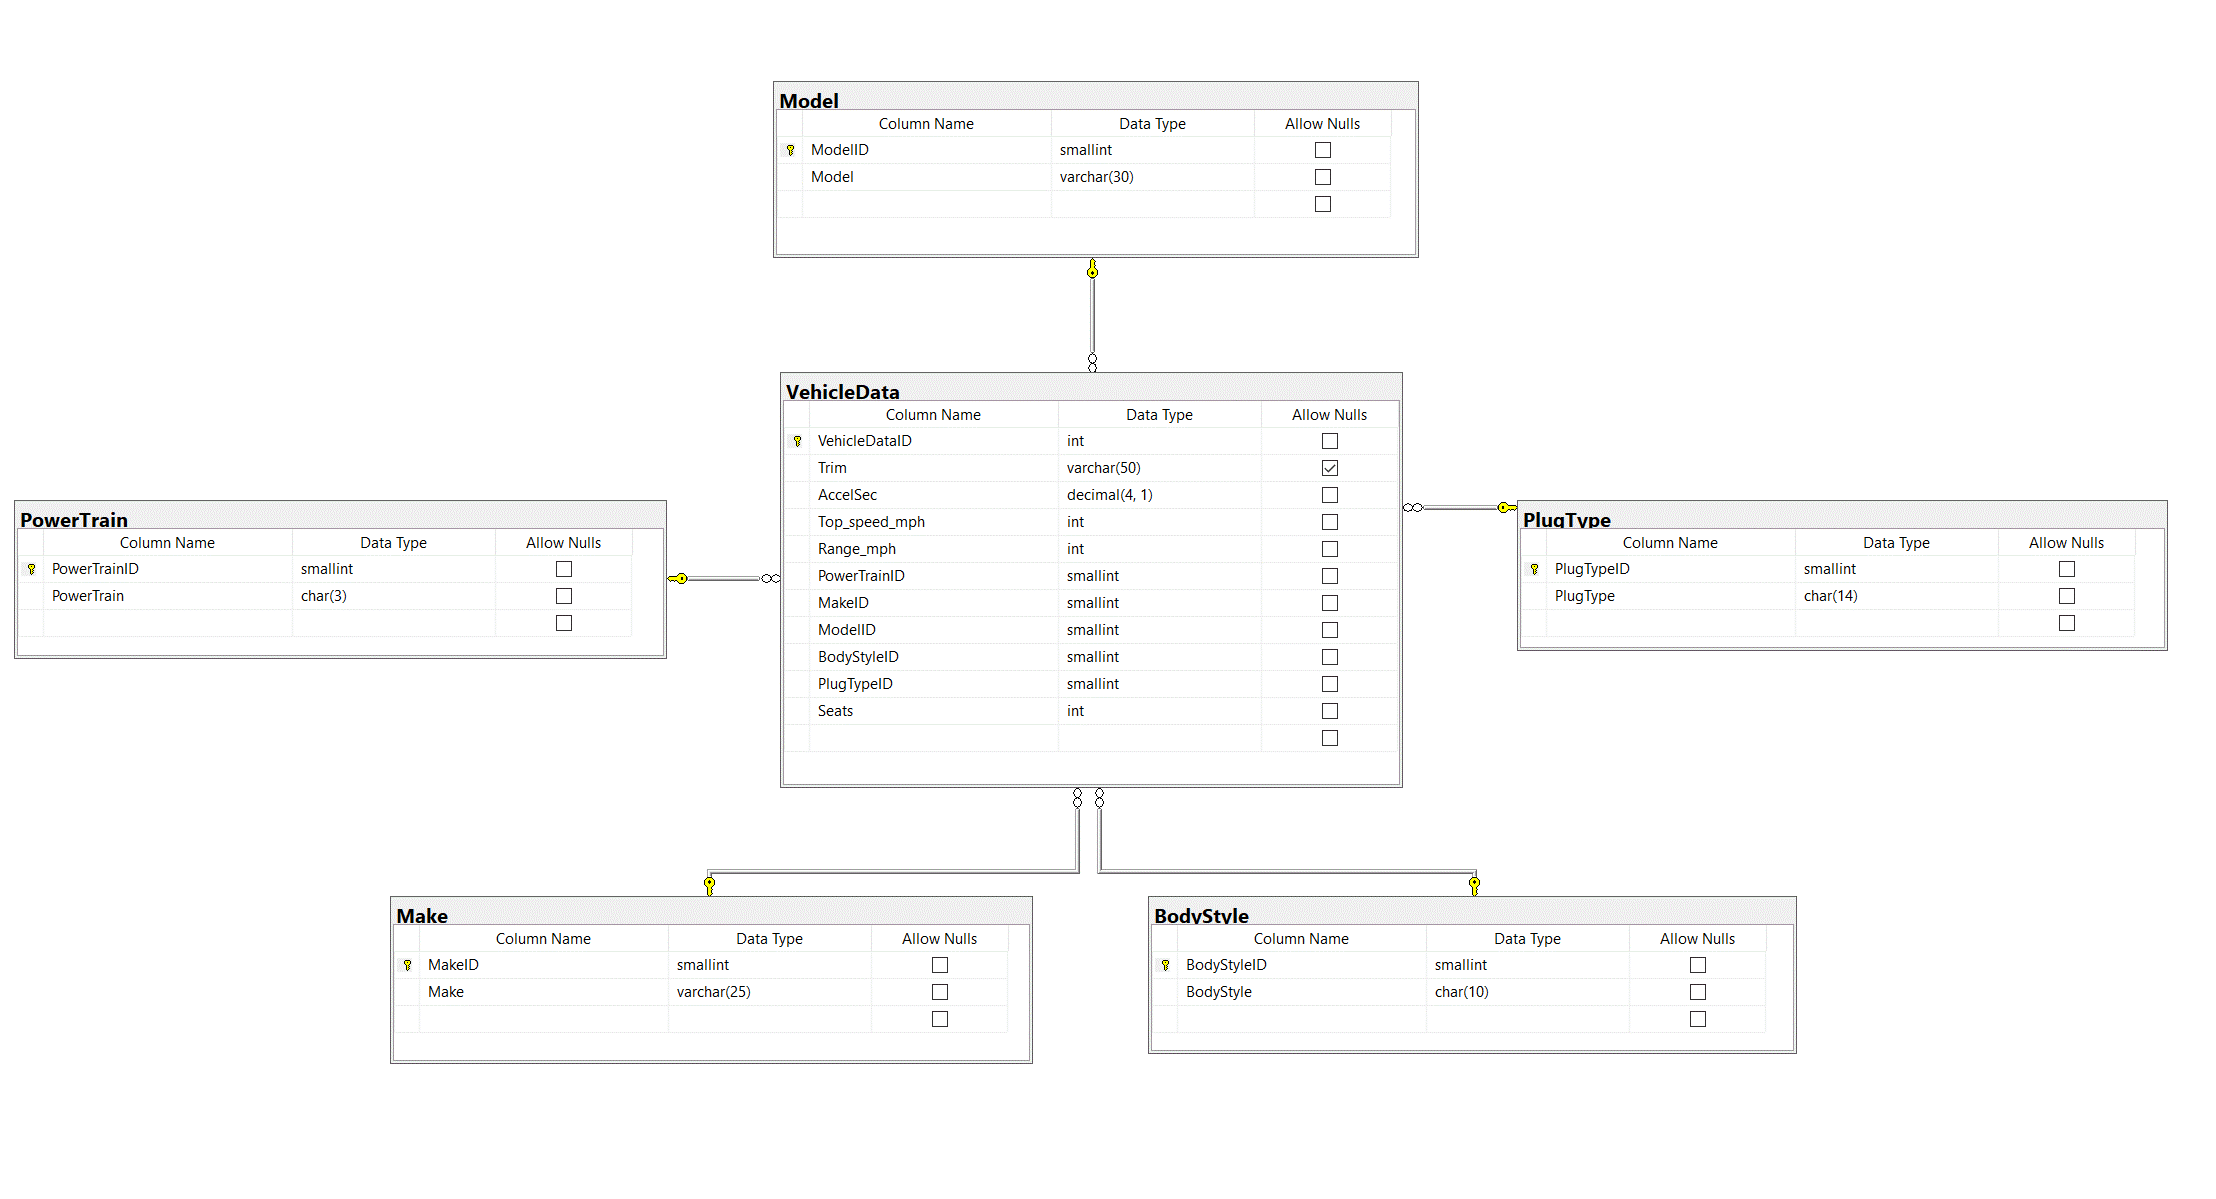 Model
Column Name Data Type Allow Nulls
ModelID smallint
Model varchar(30)
VehicleData
Column Name Data Type Allow Nulls
VehicleDataID int
Trim varchar(50)
AccelSec decimal(4, 1)
Top_speed_mph int
Range_mph int
PowerTrainID smallint
MakeID smallint
ModelID smallint
BodyStyleID smallint
PlugTypeID smallint
Seats int
PowerTrain
Column Name Data Type Allow Nulls
PowerTrainID smallint
PowerTrain char(3)
PlugType
Column Name Data Type Allow Nulls
PlugTypeID smallint
PlugType char(14)
Make
Column Name Data Type Allow Nulls
MakeID smallint
Make varchar(25)
BodyStyle
Column Name Data Type Allow Nulls
BodyStyleID smallint
BodyStyle char(10)